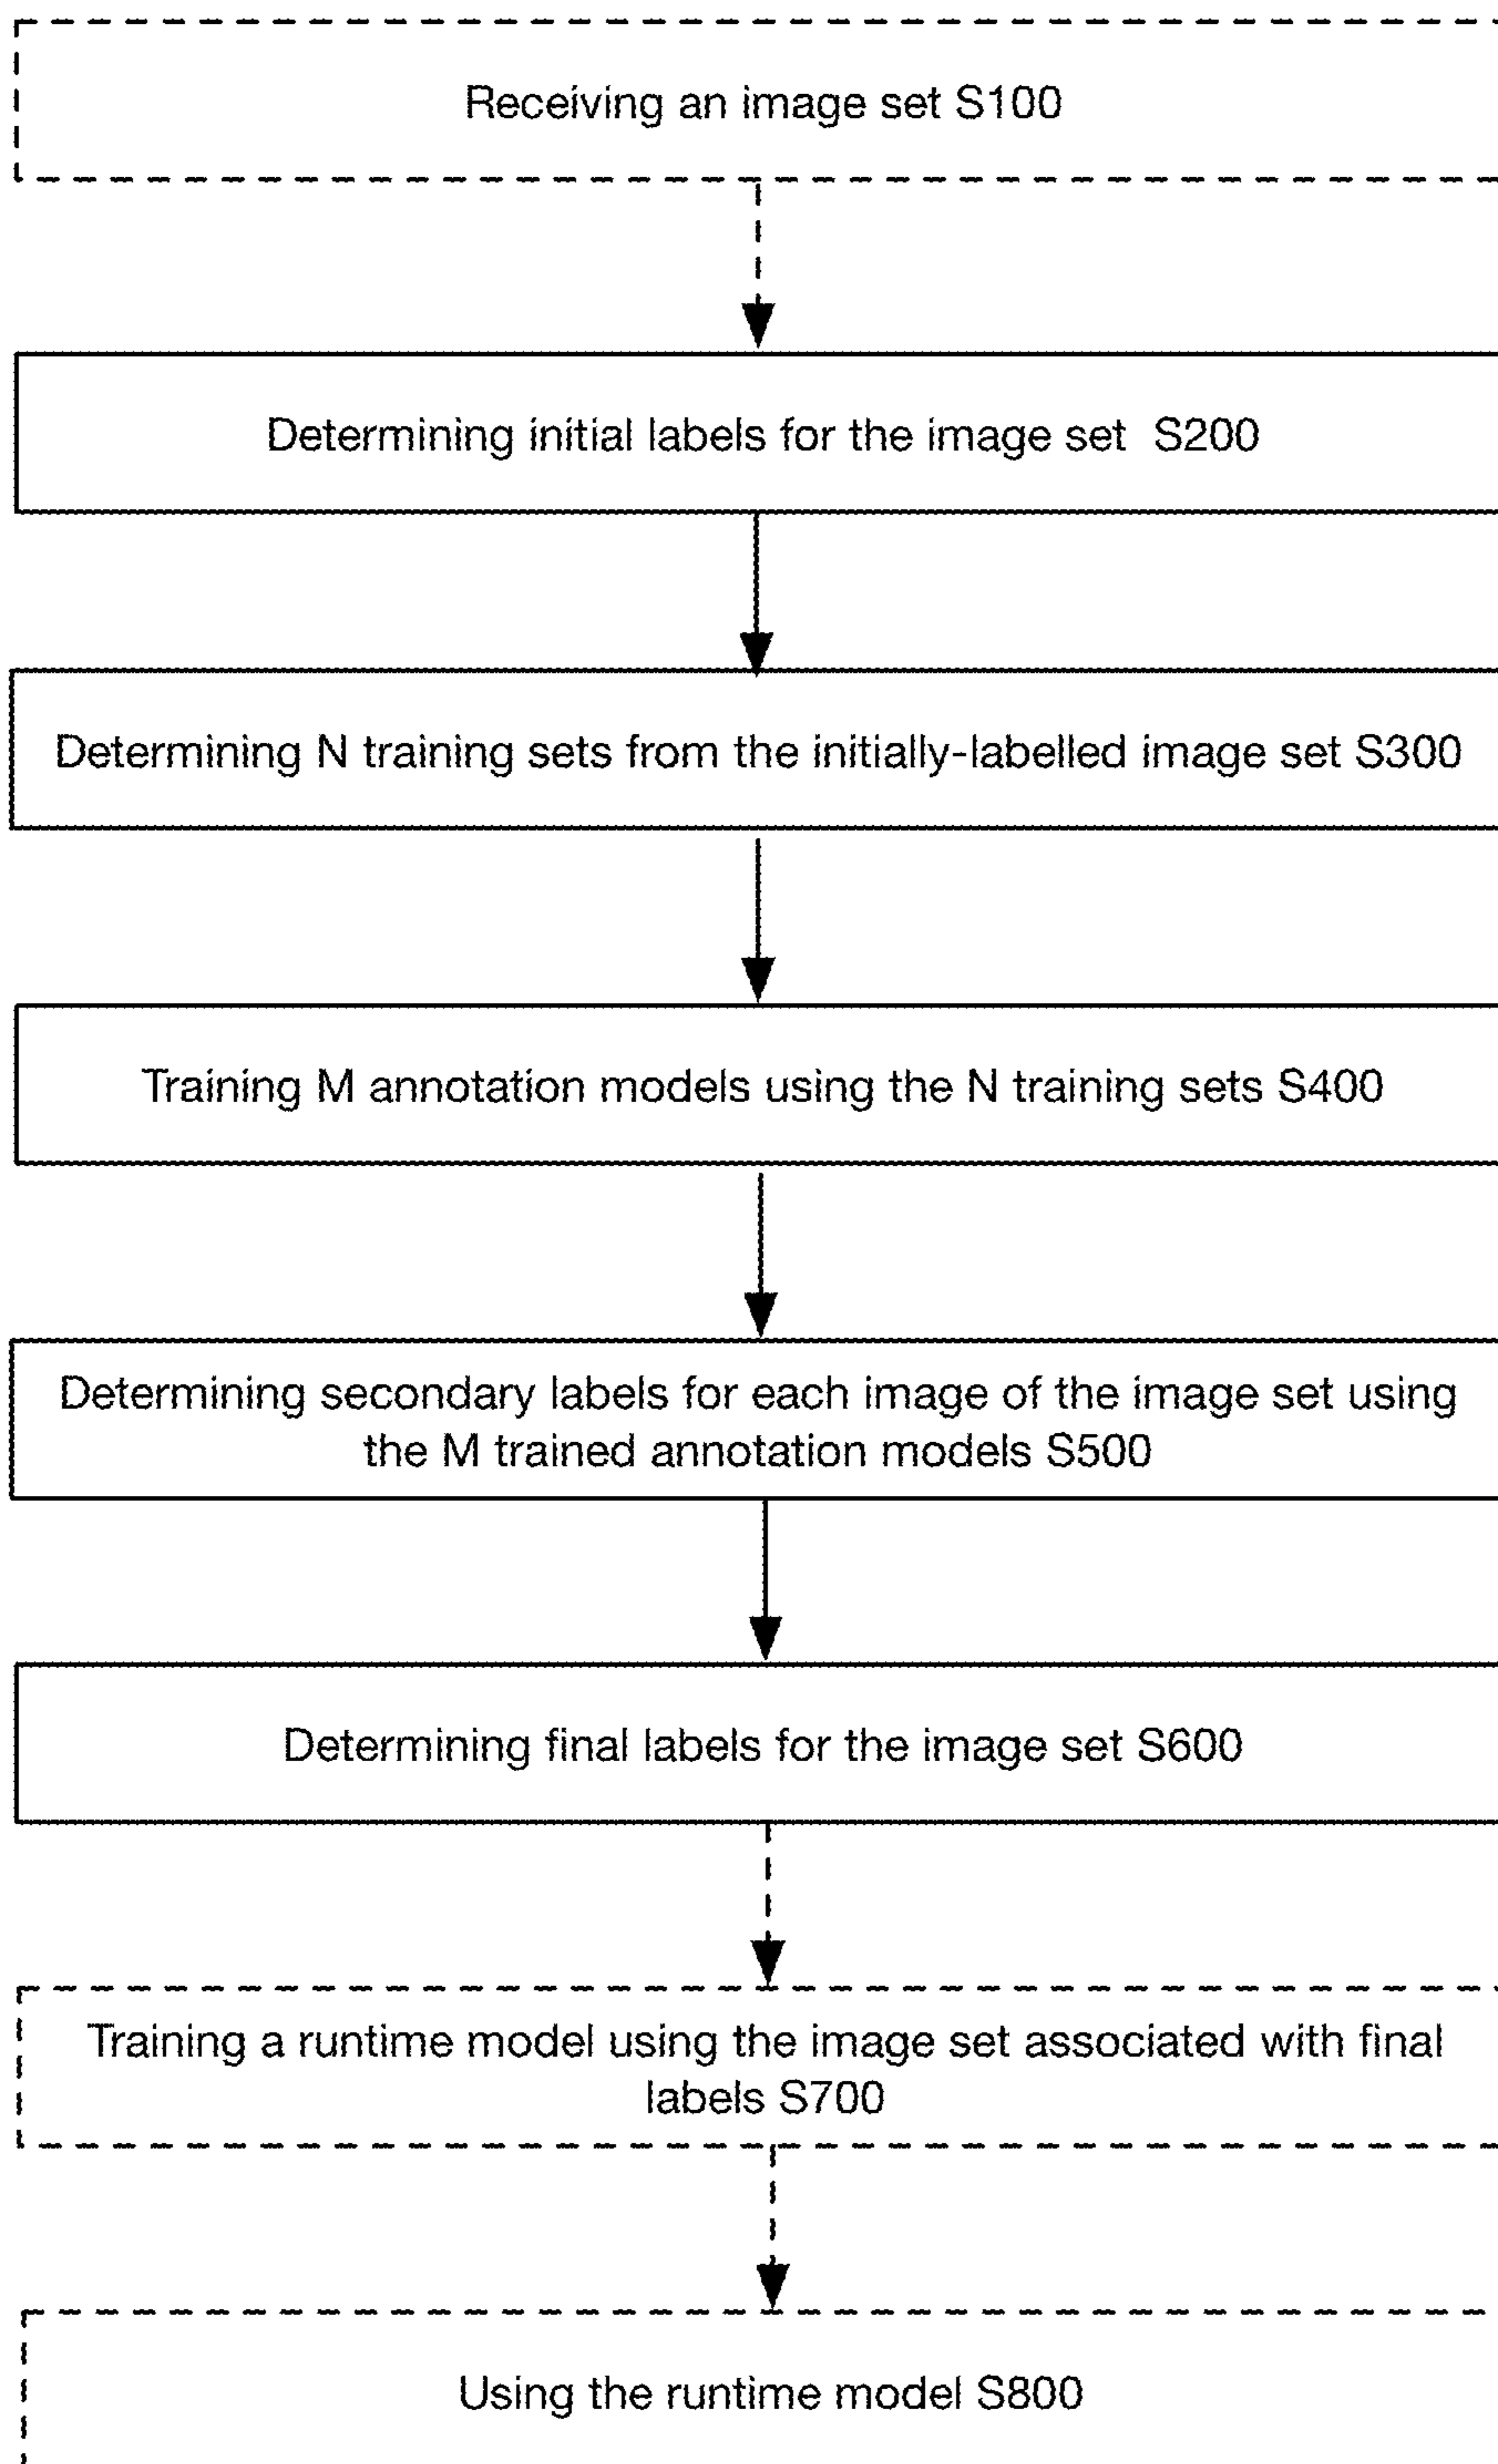 Receiving an image set S100
Determining initial labels for the image set S200
Determining N training sets from the initially-labelled image set S300
Training M annotation models using the N training sets S400
Determining secondary labels for each image of the image set using
the M trained annotation models S500
Determining final labels for the image set S600
Training a runtime model using the image set associated with final
labels S700
Using the runtime model S800